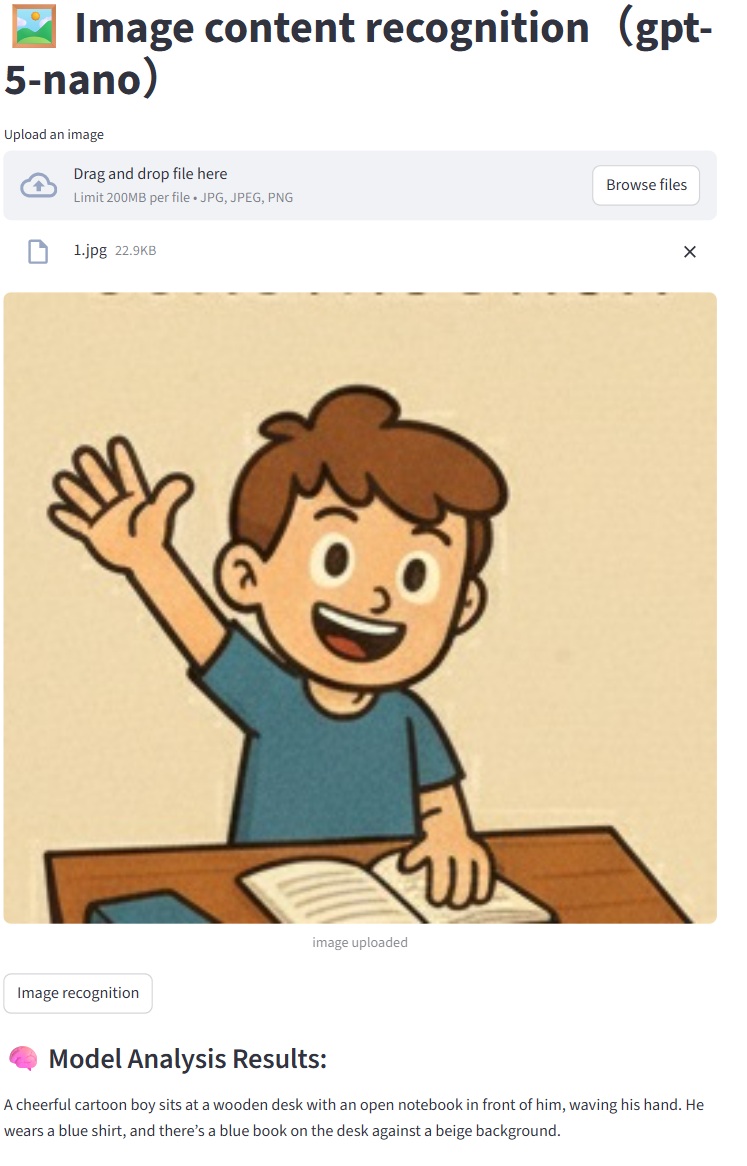 Image content recognition（gpt-
5-nano）
Upload an image
Drag and drop file here
Limit 200MB per file • JPG, JPEG, PNG
Browse files
1.jpg 22.9KB
image uploaded
Image recognition
Model Analysis Results:
A cheerful cartoon boy sits at a wooden desk with an open notebook in front of him, waving his hand. He
wears a blue shirt, and there’s a blue book on the desk against a beige background.